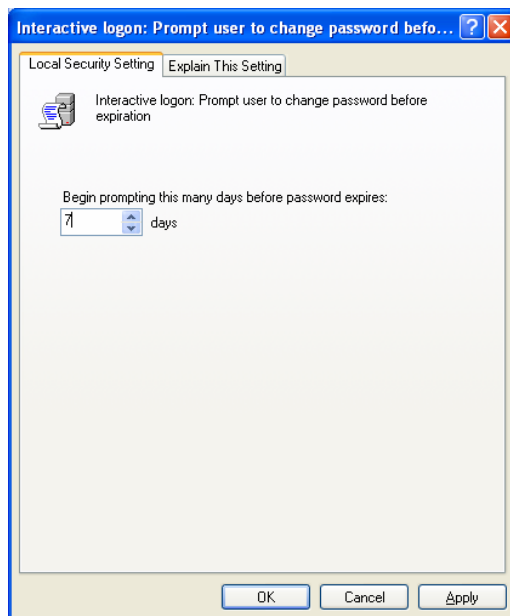 Interactive logon: Prompt user to change password befo...
Local Security Setting Explain This Setting
Interactive logon: Prompt user to change password before
expiration
Begin prompting this many days before password expires:
7 days
OK Cancel Apply